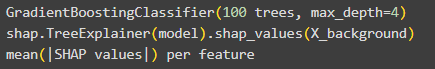 GradientBoostingClassifier(100 trees, max_depth=4)
shap.TreeExplainer(model).shap_values(X_background)
mean(|SHAP values|) per feature